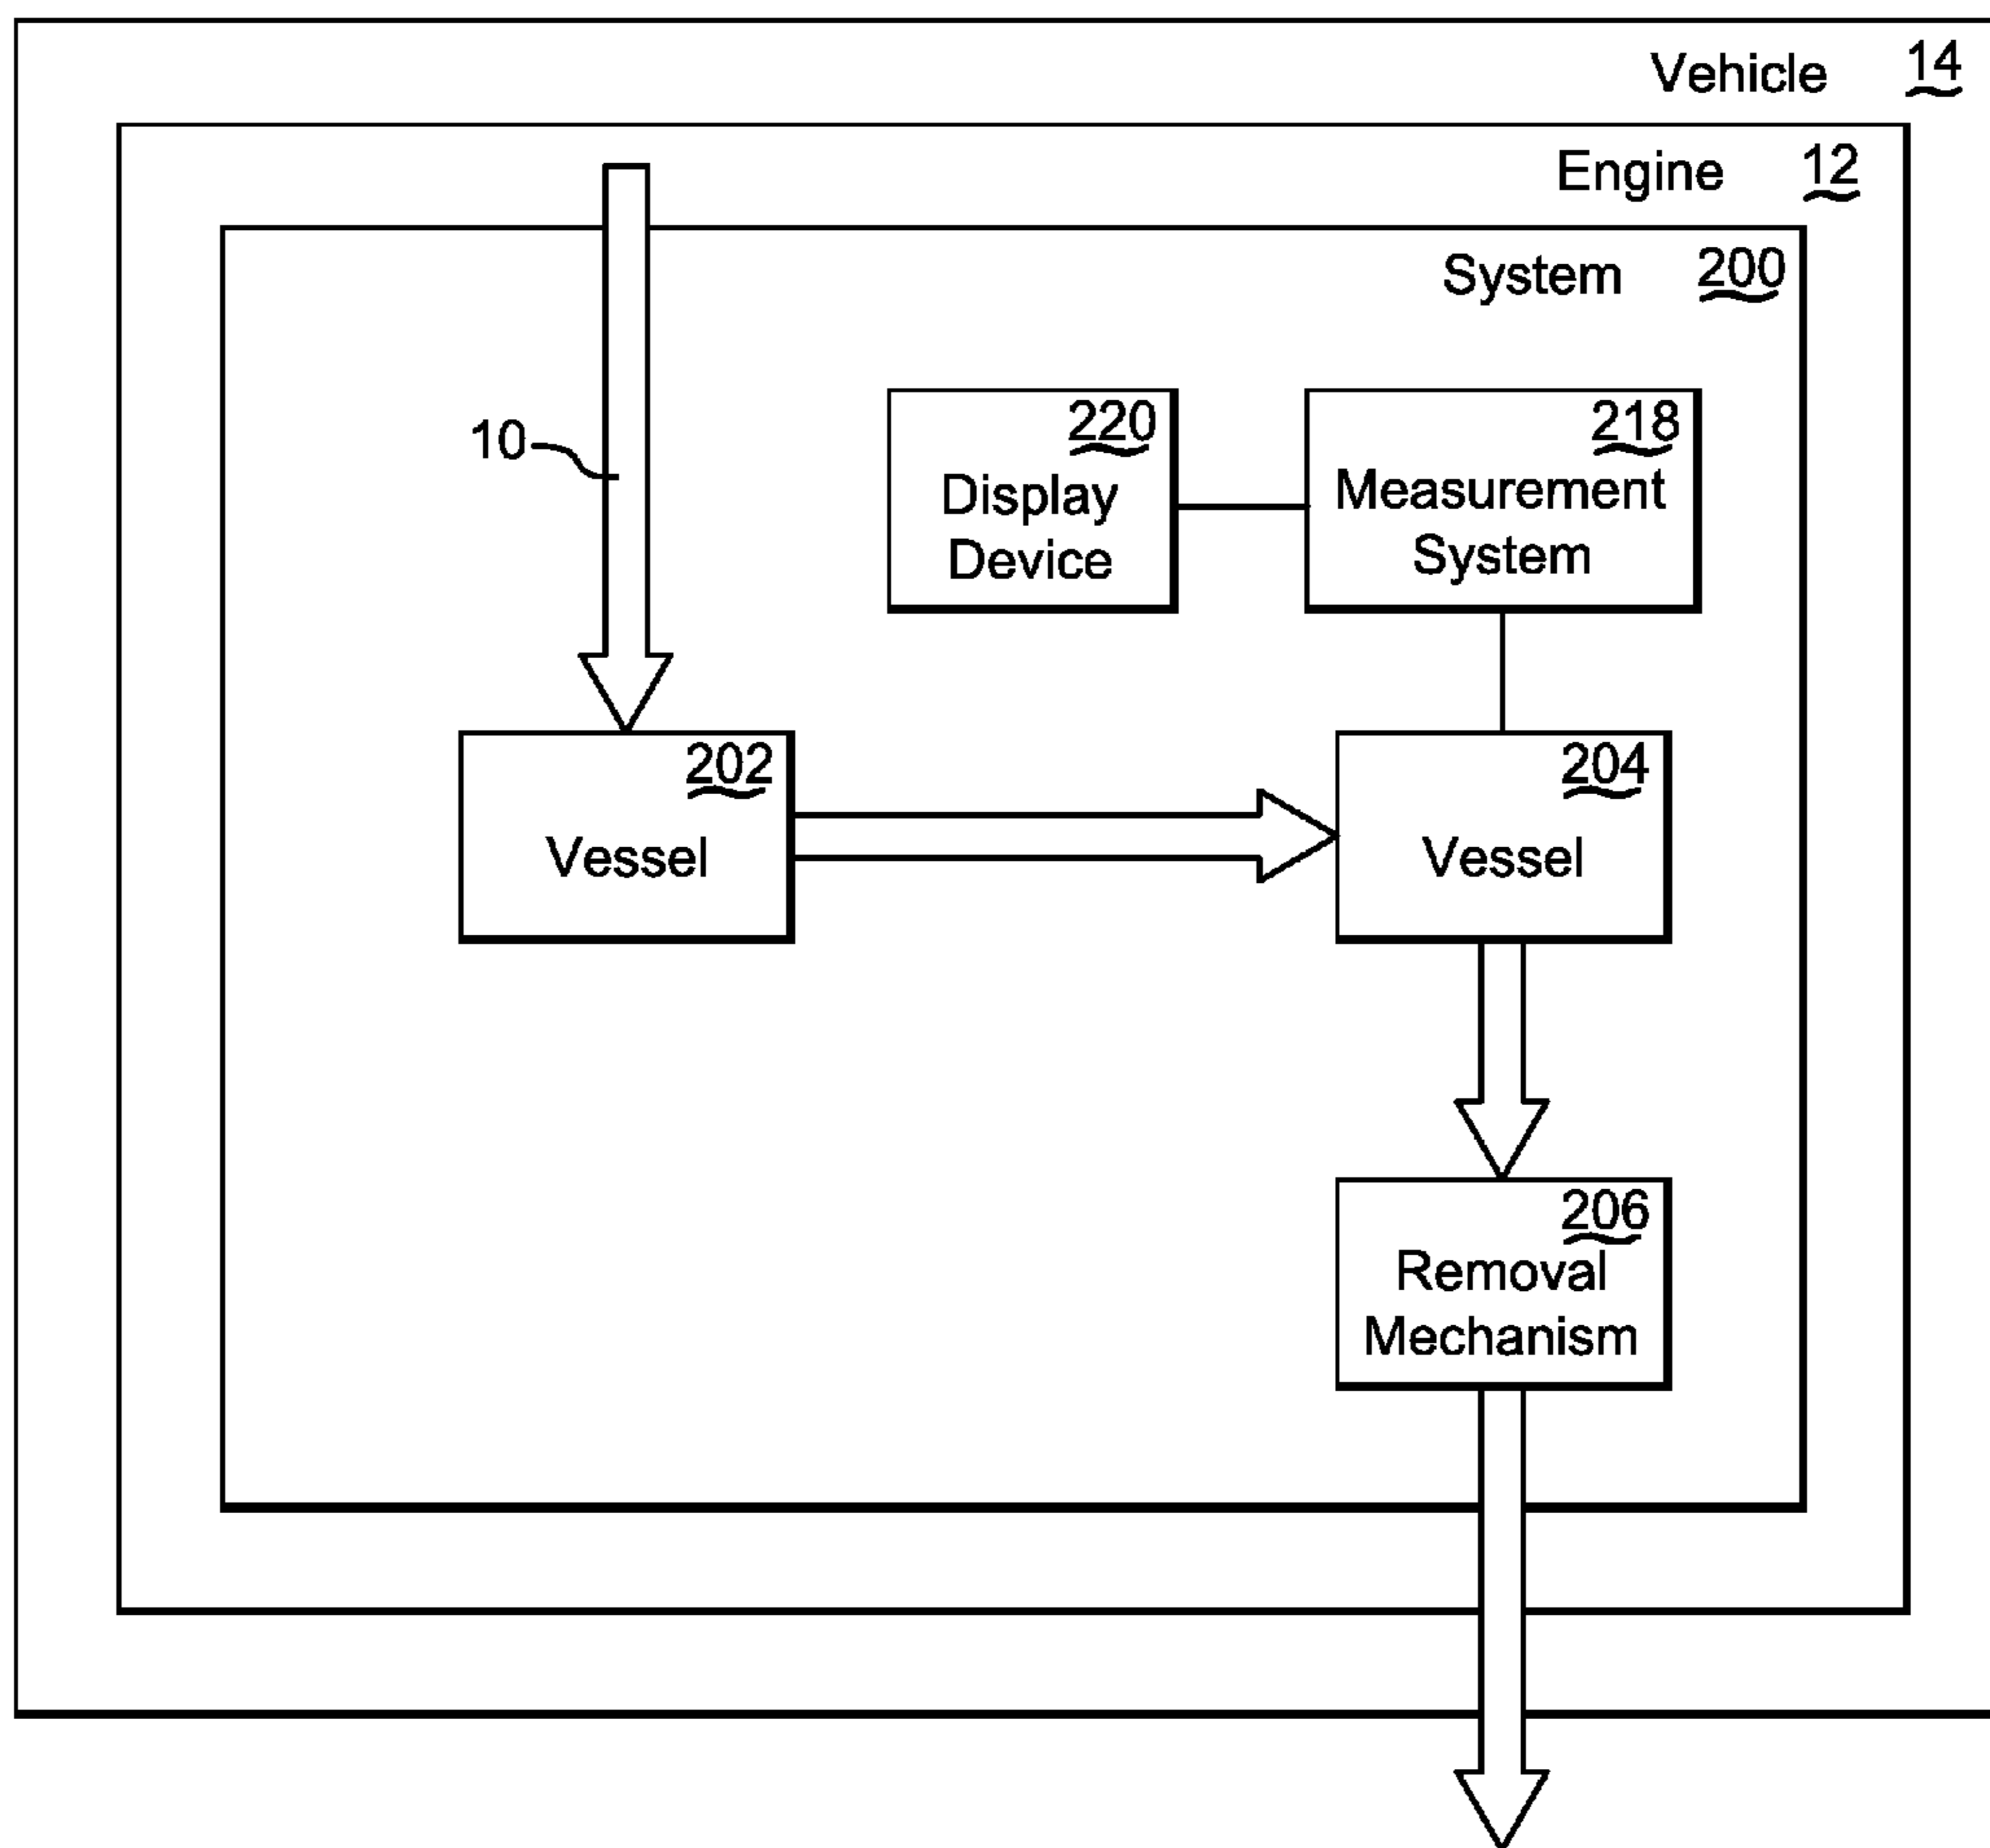 Vehicle 14
Engine 12
System 200
10
220
Display
Device
218
Measurement
System
202
Vessel
204
Vessel
206
Removal
Mechanism